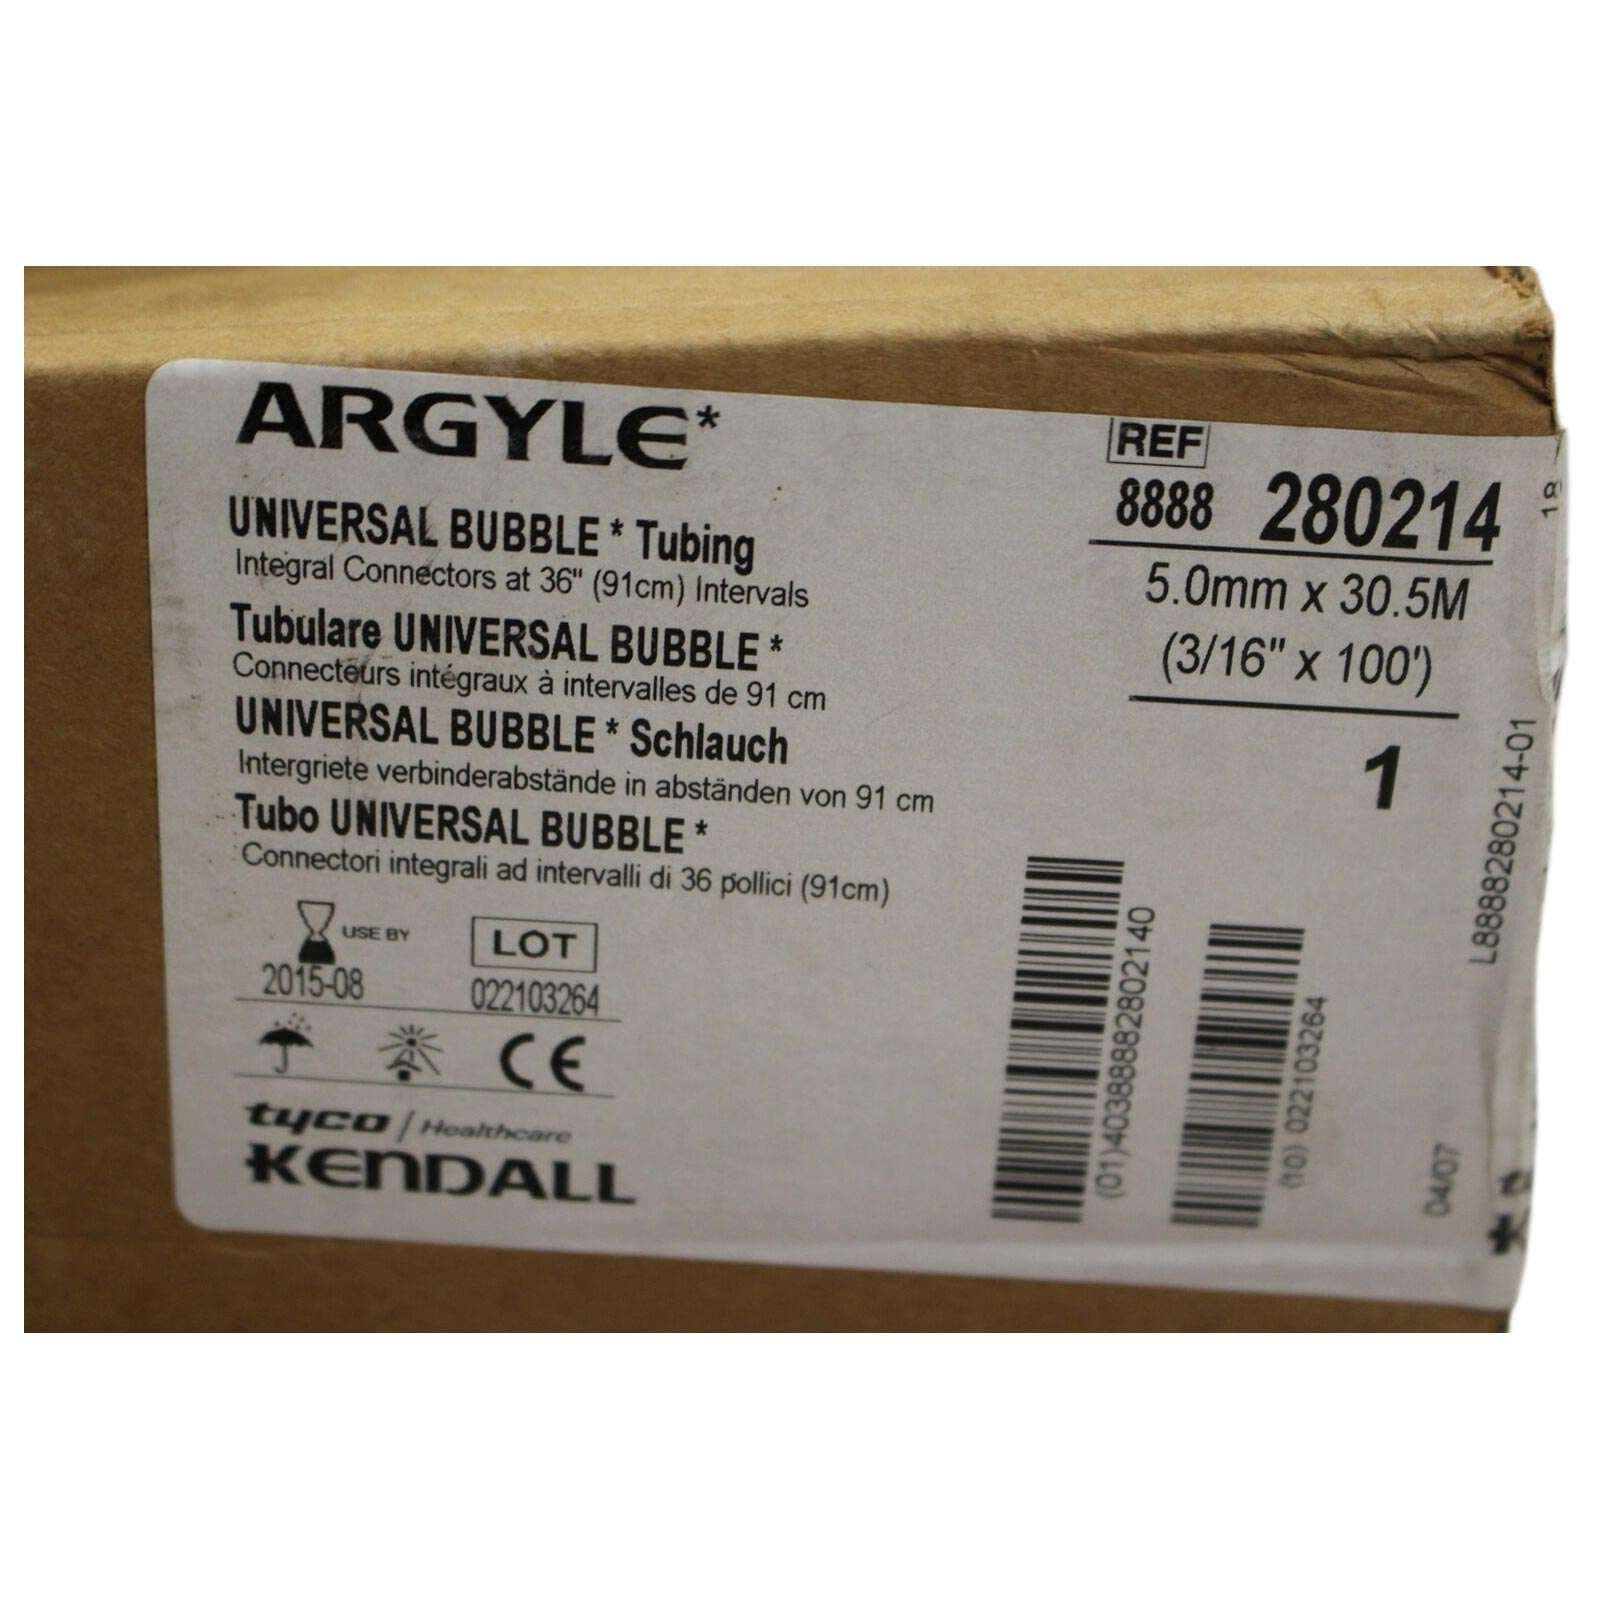 ARGYLE*
UNIVERSAL BUBBLE* Tubing
Integral Connectors at 36" (91cm) Intervals
Tubulare UNIVERSAL BUBBLE*
Connecteurs intégraux à intervalles de 91 cm
UNIVERSAL BUBBLE* Schlauch
Intergriete verbinderabstände in abständen von 91 cm
Tubo UNIVERSAL BUBBLE*
Connectori integrali ad intervalli di 36 pollici (91cm)
USE BY
2015-08
LOT
022103264
CE
tyco / Healthcare
KENDALL
REF
8888 280214
5.0mm x 30.5M
(3/16" x 100')
1
(10) 022103264
04/07
L8888280214-01